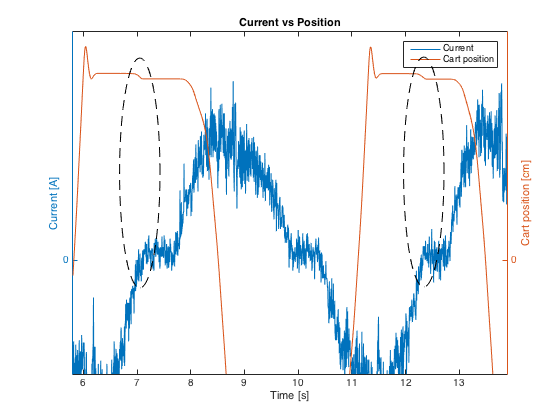 Current vs Position
Current
Cart position
Current [A]
0
Cart position [cm]
0
6 7 8 9 10 11 12 13
Time [s]